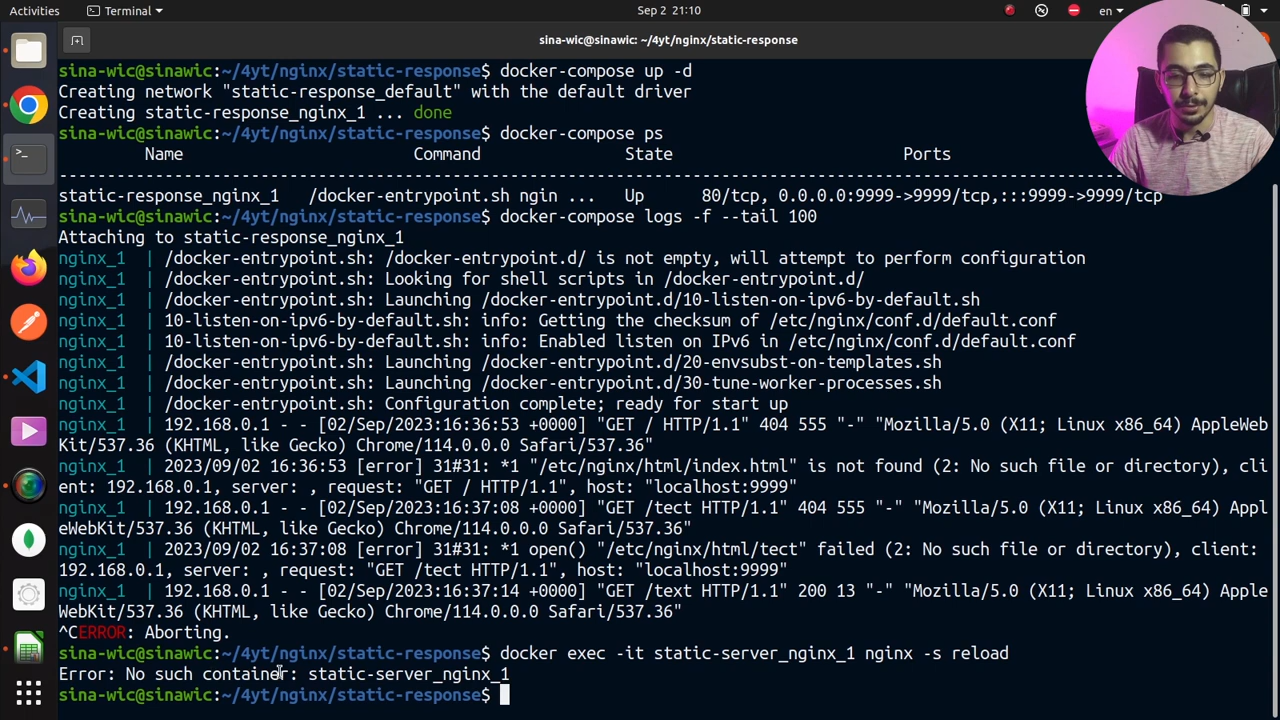 Activities
Terminal
Sep 2 21:10
en
sina-wic@sinawic: ~/4yt/nginx/static-response
sina-wic@sinawic:~/4yt/nginx/static-response$ docker-compose up -d
Creating network "static-response_default" with the default driver
Creating static-response_nginx_1 ... done
sina-wic@sinawic:~/4yt/nginx/static-response$ docker-compose ps
Name Command State Ports
--------------------------------------------------------------------------------------------------------------
static-response_nginx_1 /docker-entrypoint.sh ngin ... Up 80/tcp, 0.0.0.0:9999->9999/tcp,:::9999->9999/tcp
sina-wic@sinawic:~/4yt/nginx/static-response$ docker-compose logs -f --tail 100
Attaching to static-response_nginx_1
nginx_1 | /docker-entrypoint.sh: /docker-entrypoint.d/ is not empty, will attempt to perform configuration
nginx_1 | /docker-entrypoint.sh: Looking for shell scripts in /docker-entrypoint.d/
nginx_1 | /docker-entrypoint.sh: Launching /docker-entrypoint.d/10-listen-on-ipv6-by-default.sh
nginx_1 | 10-listen-on-ipv6-by-default.sh: info: Getting the checksum of /etc/nginx/conf.d/default.conf
nginx_1 | 10-listen-on-ipv6-by-default.sh: info: Enabled listen on IPv6 in /etc/nginx/conf.d/default.conf
nginx_1 | /docker-entrypoint.sh: Launching /docker-entrypoint.d/20-envsubst-on-templates.sh
nginx_1 | /docker-entrypoint.sh: Launching /docker-entrypoint.d/30-tune-worker-processes.sh
nginx_1 | /docker-entrypoint.sh: Configuration complete; ready for start up
nginx_1 | 192.168.0.1 - - [02/Sep/2023:16:36:53 +0000] "GET / HTTP/1.1" 404 555 "-" "Mozilla/5.0 (X11; Linux x86_64) AppleWeb
Kit/537.36 (KHTML, like Gecko) Chrome/114.0.0.0 Safari/537.36"
nginx_1 | 2023/09/02 16:36:53 [error] 31#31: *1 "/etc/nginx/html/index.html" is not found (2: No such file or directory), cli
ent: 192.168.0.1, server: , request: "GET / HTTP/1.1", host: "localhost:9999"
nginx_1 | 192.168.0.1 - - [02/Sep/2023:16:37:08 +0000] "GET /tect HTTP/1.1" 404 555 "-" "Mozilla/5.0 (X11; Linux x86_64) Appl
eWebKit/537.36 (KHTML, like Gecko) Chrome/114.0.0.0 Safari/537.36"
nginx_1 | 2023/09/02 16:37:08 [error] 31#31: *1 open() "/etc/nginx/html/tect" failed (2: No such file or directory), client:
192.168.0.1, server: , request: "GET /tect HTTP/1.1", host: "localhost:9999"
nginx_1 | 192.168.0.1 - - [02/Sep/2023:16:37:14 +0000] "GET /text HTTP/1.1" 200 13 "-" "Mozilla/5.0 (X11; Linux x86_64) Apple
WebKit/537.36 (KHTML, like Gecko) Chrome/114.0.0.0 Safari/537.36"
^CERROR: Aborting.
sina-wic@sinawic:~/4yt/nginx/static-response$ docker exec -it static-server_nginx_1 nginx -s reload
Error: No such container: static-server_nginx_1
sina-wic@sinawic:~/4yt/nginx/static-response$